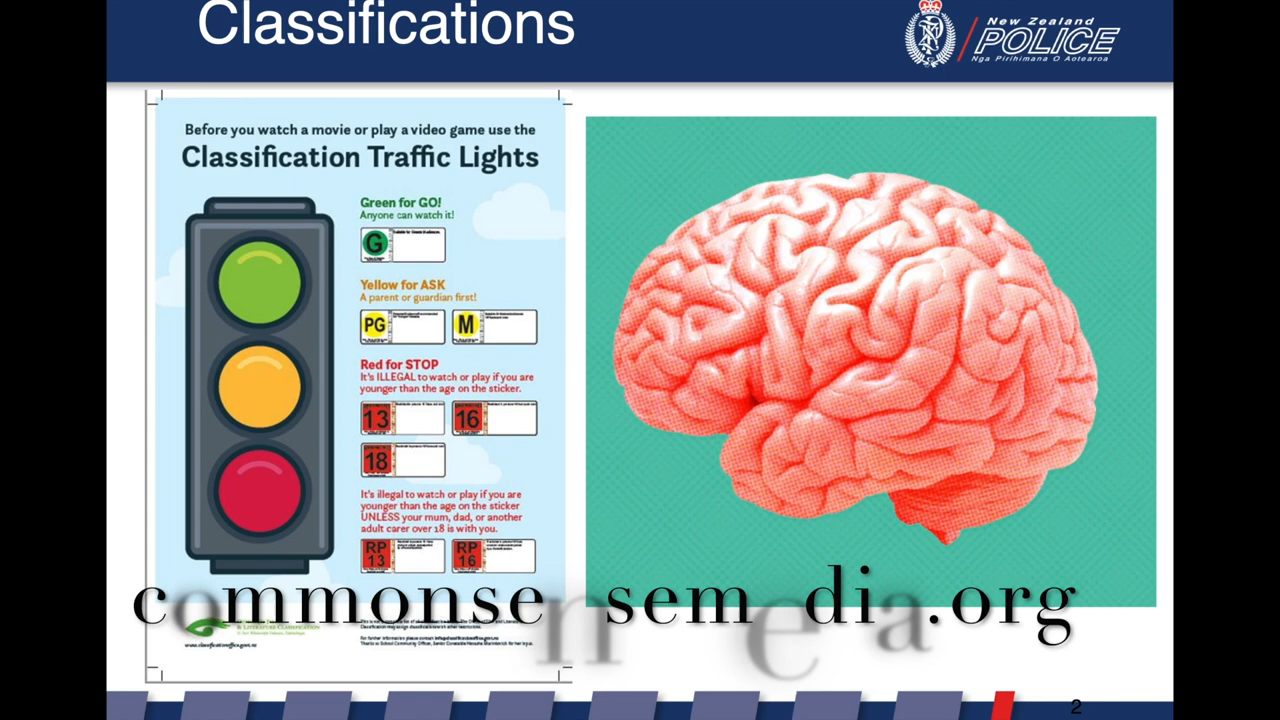 Classifications
New Zealand
POLICE
Nga Pirihimana O Aotearoa
Before you watch a movie or play a video game use the
Classification Traffic Lights
Green for GO!
Anyone can watch it!
G
Yellow for ASK
A parent or guardian first!
PG
M
Red for STOP
It's ILLEGAL to watch or play if you are
younger than the age on the sticker.
13
16
18
It's illegal to watch or play if you are
younger than the age on the sticker
UNLESS your mum, dad, or another
adult carer over 18 is with you.
RP
13
RP
16
commonsensemedia.org
www.classificationoffice.govt.nz
2